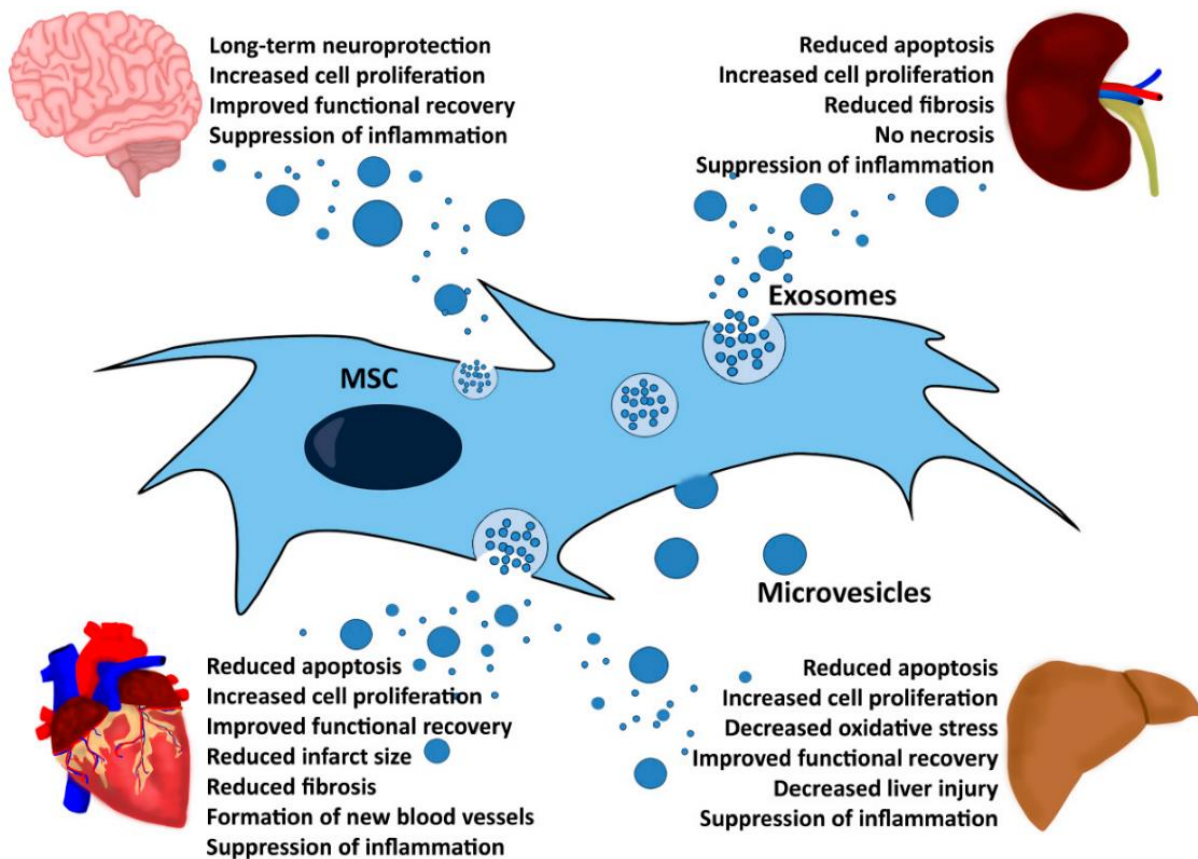 Long-term neuroprotection
Increased cell proliferation
Improved functional recovery
Suppression of inflammation
Reduced apoptosis
Increased cell proliferation
Reduced fibrosis
No necrosis
Suppression of inflammation
Exosomes
MSC
Microvesicles
Reduced apoptosis
Increased cell proliferation
Improved functional recovery
Reduced infarct size
Reduced fibrosis
Formation of new blood vessels
Suppression of inflammation
Reduced apoptosis
Increased cell proliferation
Decreased oxidative stress
Improved functional recovery
Decreased liver injury
Suppression of inflammation